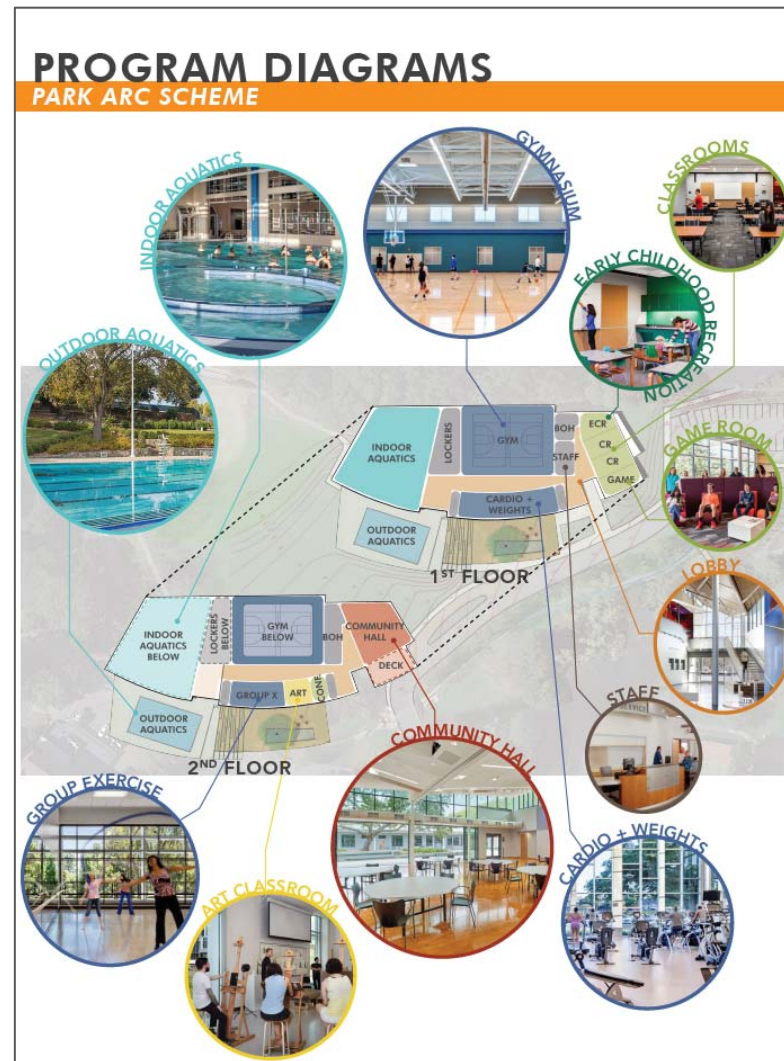 PROGRAM DIAGRAMS
PARK ARC SCHEME
INDOOR AQUATICS
GYMNASIUM
CLASSROOMS
EARLY CHILDHOOD RECREATION
OUTDOOR AQUATICS
GAME ROOM
LOBBY
STAFF
INDOOR
AQUATICS
LOCKERS
GYM
BOH
STAFF
ECR
CR
CR
GAME
CARDIO +
WEIGHTS
OUTDOOR
AQUATICS
1ST FLOOR
INDOOR
AQUATICS
BELOW
LOCKERS
BELOW
GYM
BELOW
BOH
COMMUNITY
HALL
DECK
GROUP X
ART
CONF
OUTDOOR
AQUATICS
2ND FLOOR
GROUP EXERCISE
ART CLASSROOM
COMMUNITY HALL
CARDIO + WEIGHTS